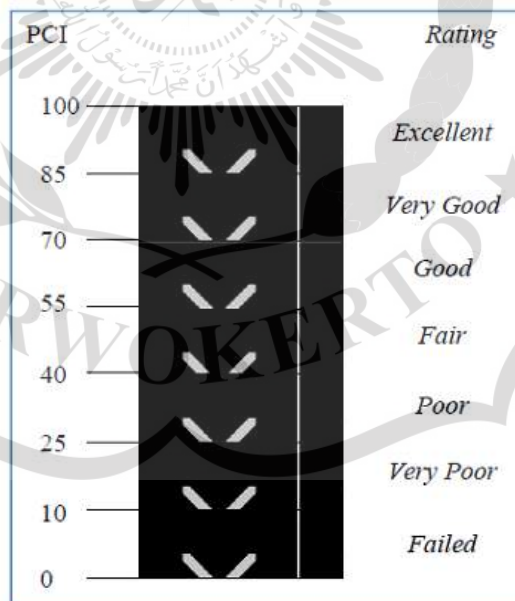 PCI Rating
100
Excellent
85
Very Good
70
Good
55
Fair
40
Poor
25
Very Poor
10
Failed
0
RWOKERTO